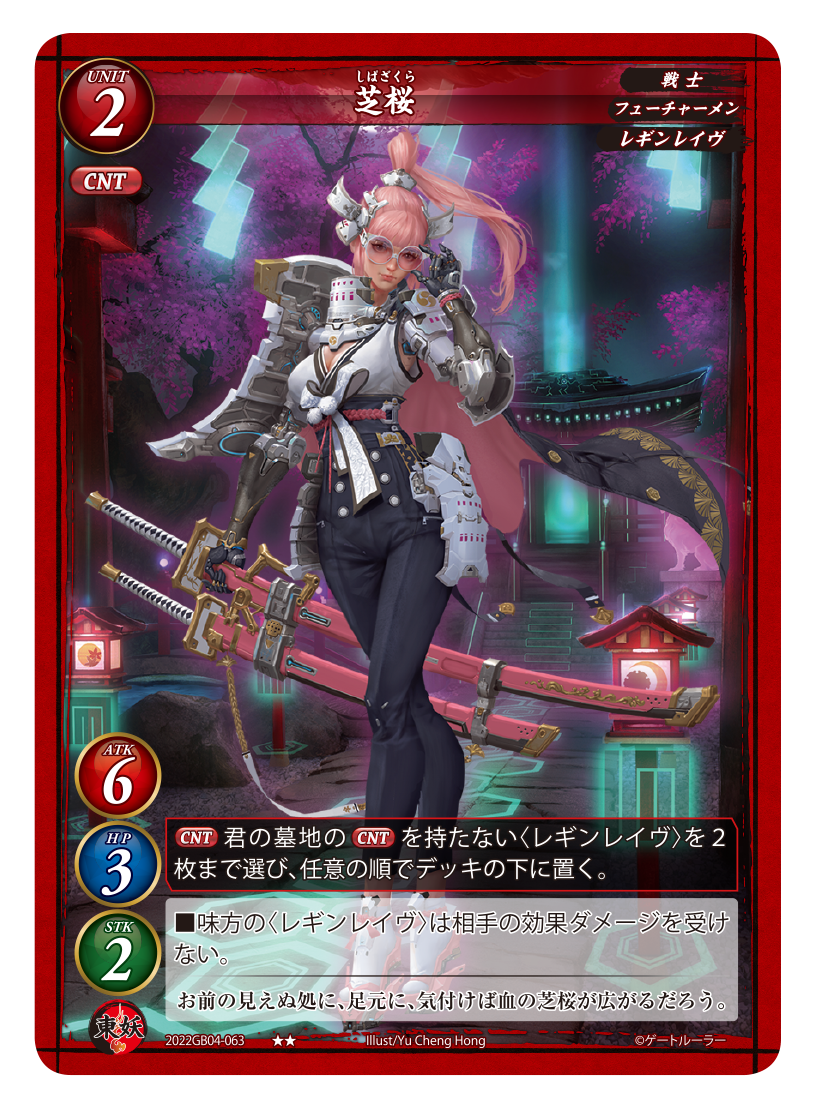 UNIT
2
しばざくら
芝桜
戦士
フューチャーメン
レギンレイヴ
CNT
ATK
6
HP
3
STK
2
CNT 君の墓地の CNT を持たない〈レギンレイヴ〉を2
枚まで選び、任意の順でデッキの下に置く。
■味方の〈レギンレイヴ〉は相手の効果ダメージを受け
ない。
お前の見えぬ処に、足元に、気付けば血の芝桜が広がるだろう。
東妖
2022GB04-063 ★★ Illust/Yu Cheng Hong ©ゲートルーラー